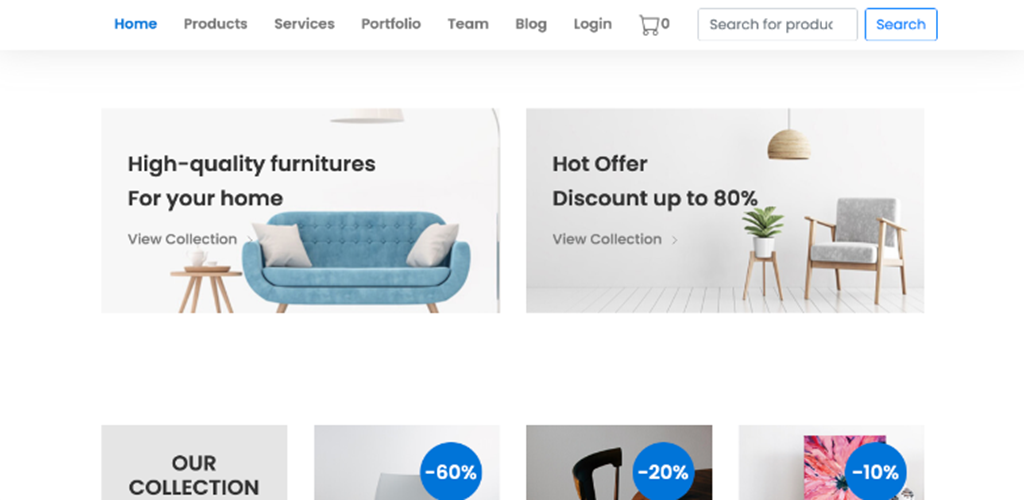 Home Products Services Portfolio Team Blog Login 0 Search for produc Search
High-quality furnitures
For your home
View Collection
Hot Offer
Discount up to 80%
View Collection
OUR
COLLECTION
-60%
-20%
-10%